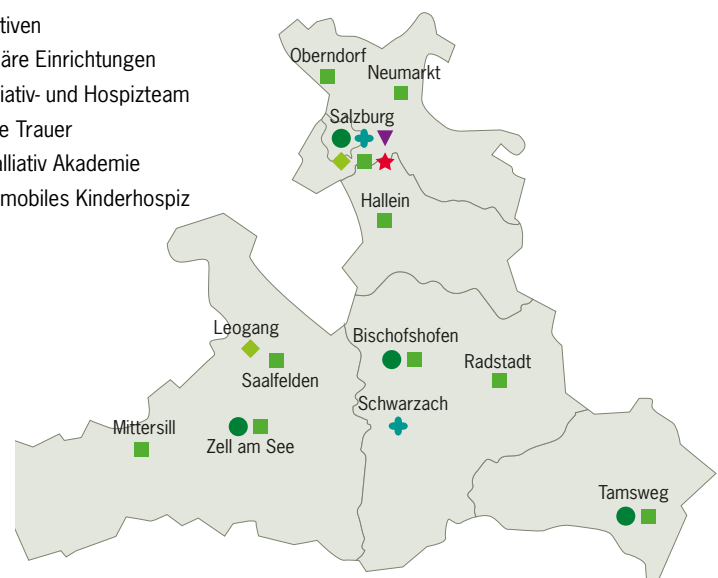 tiven
äre Einrichtungen
iativ- und Hospizteam
e Trauer
alliativ Akademie
mobiles Kinderhospiz
Oberndorf
Neumarkt
Salzburg
Hallein
Leogang
Saalfelden
Bischofshofen
Radstadt
Schwarzach
Mittersill
Zell am See
Tamsweg